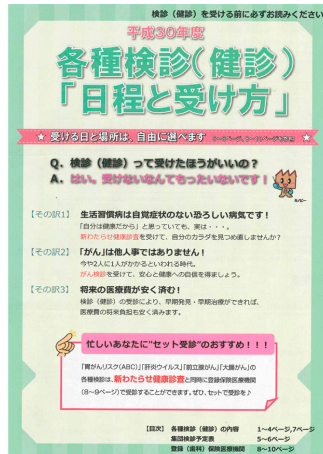 検診(健診)を受ける前に必ずお読みください
平成30年度
各種検診(健診)
「日程と受け方」
★ 受ける日と場所は、自由に選べます
★
Q. 検診(健診)って受けたほうがいいの?
A. はい。受けないなんてもったいないです!
【その訳1】 生活習慣病は自覚症状のない恐ろしい病気です!
「自分は健康だから」と思っていても、実は・・・。
新わたらせ健康診査を受けて、自分のカラダを見つめ直しませんか?
【その訳2】 「がん」は他人事ではありません!
今や2人に1人がかかるといわれる時代。
がん検診を受けて、安心と健康への自信を得ましょう。
【その訳3】 将来の医療費が安く済む!
検診(健診)の受診により、早期発見・早期治療ができれば、
医療費の将来負担も安く済みます。
忙しいあなたに"セット受診"のおすすめ!!!
「胃がんリスク(ABC)」「肝炎ウイルス」「前立腺がん」「大腸がん」の
各種検診は、新わたらせ健康診査と同時に登録保険医療機関
(8~9ページ)で受診することができます。ぜひ、セットで受診を♪
【目次】 各種検診(健診)の内容 1~4ページ,7ページ
集団検診予定表 5~6ページ
登録(歯科)保険医療機関 8~10ページ